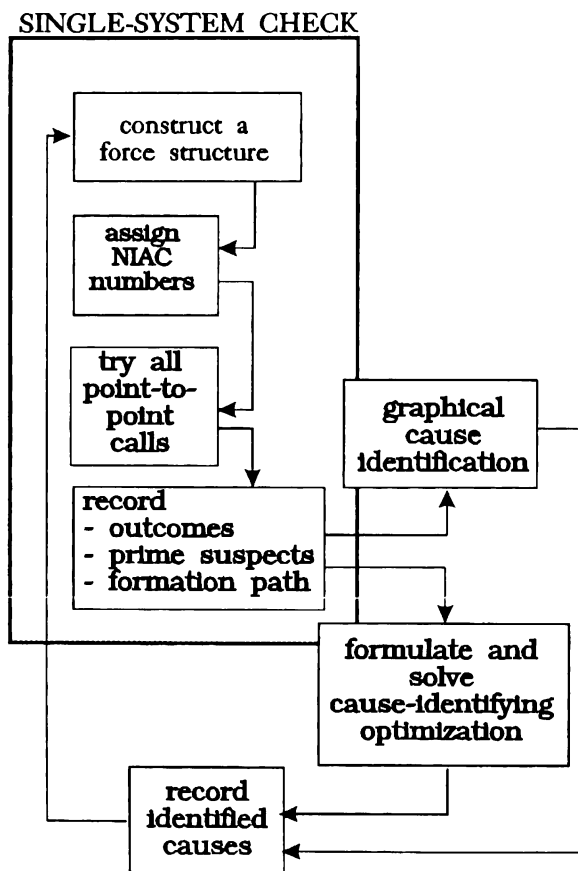 SINGLE-SYSTEM CHECK
construct a
force structure
assign
NIAC
numbers
try all
point-to-
point
calls
record
- outcomes
- prime suspects
- formation path
graphical
cause
identification
formulate and
solve
cause-identifying
optimization
record
identified
causes